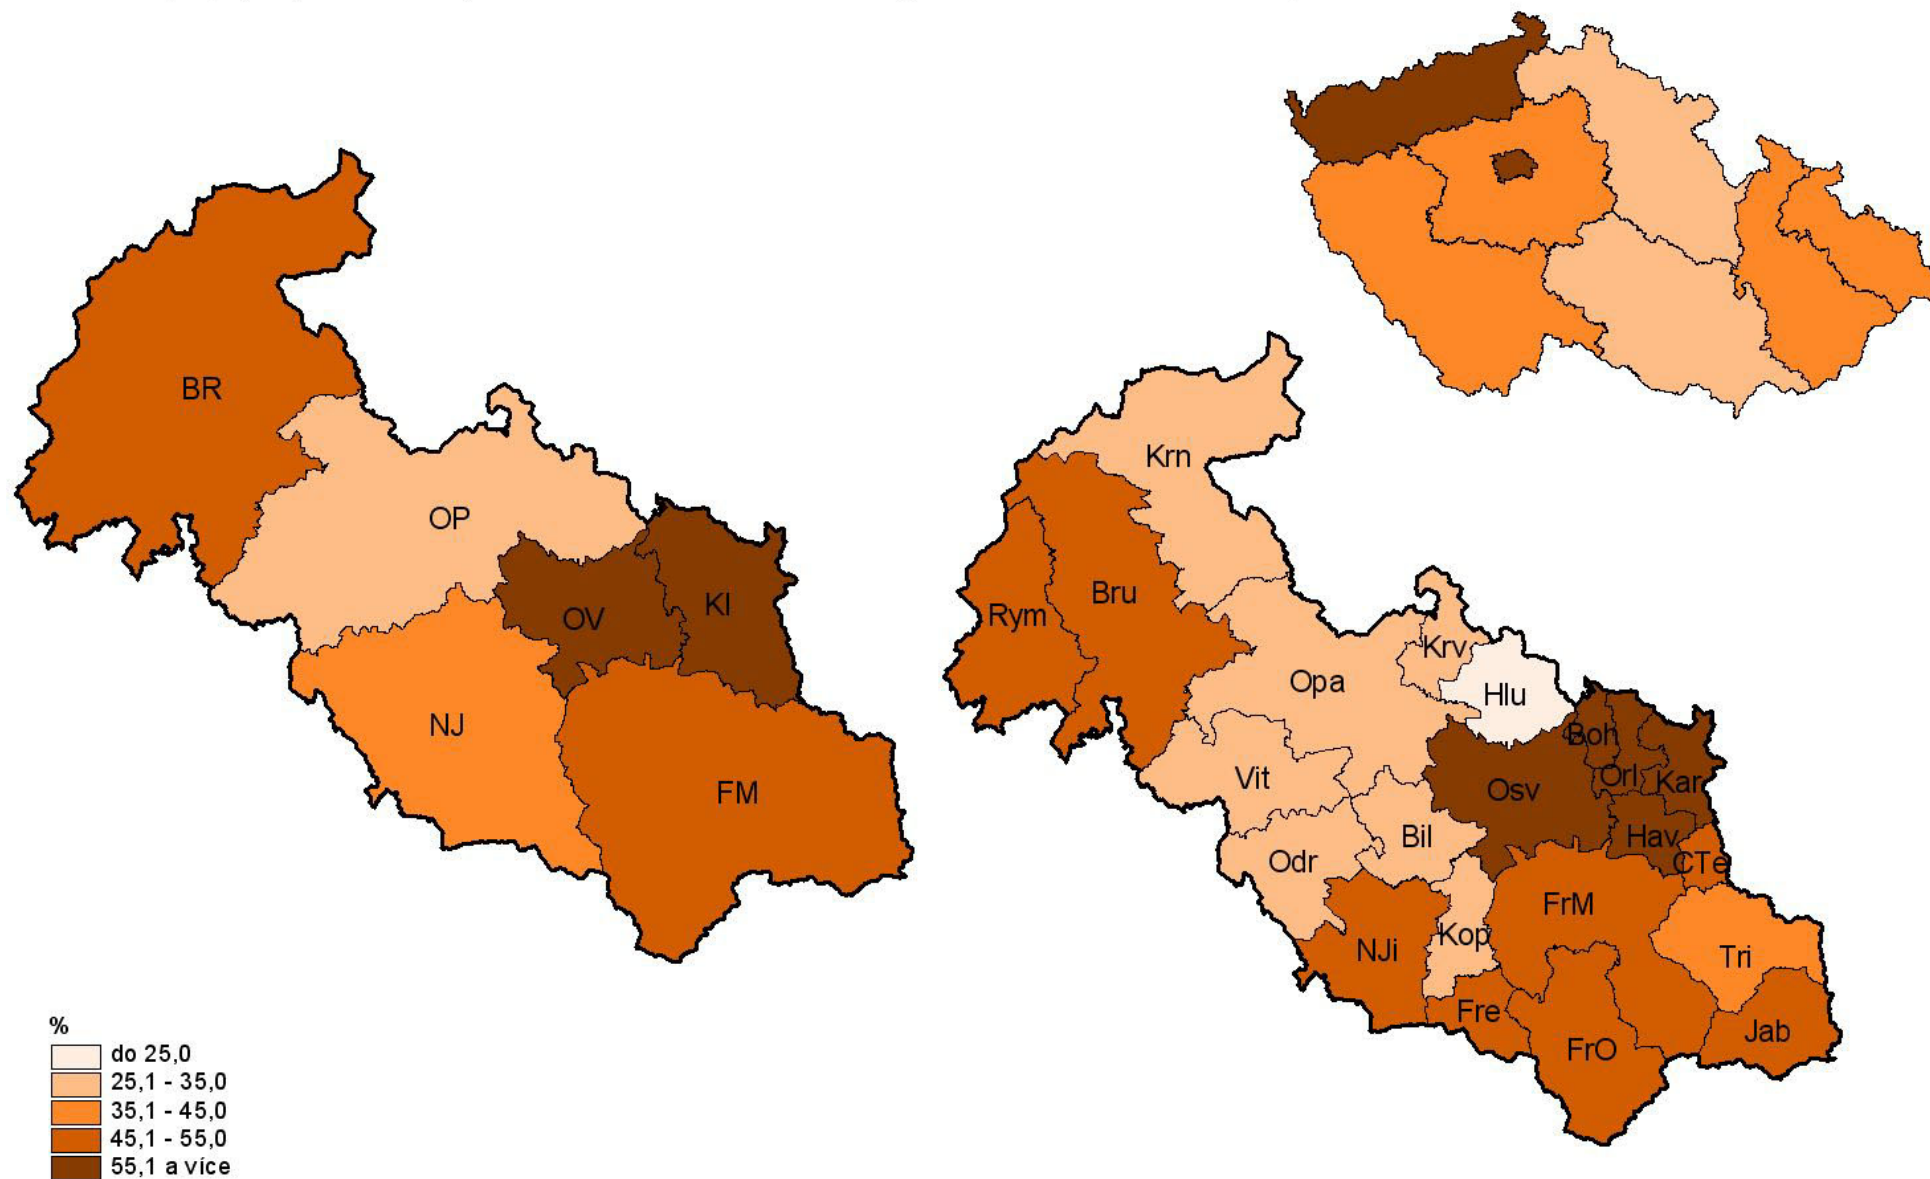 BR
OP
OV
KI
NJ
FM
Krn
Rym
Bru
Krv
Opa
Hlu
Boh
Vit
Osv
Orl
Kar
Bil
Hav
Odr
CTe
FrM
NJi
Kop
Tri
Fre
Jab
FrO
%
do 25,0
25,1 - 35,0
35,1 - 45,0
45,1 - 55,0
55,1 a více